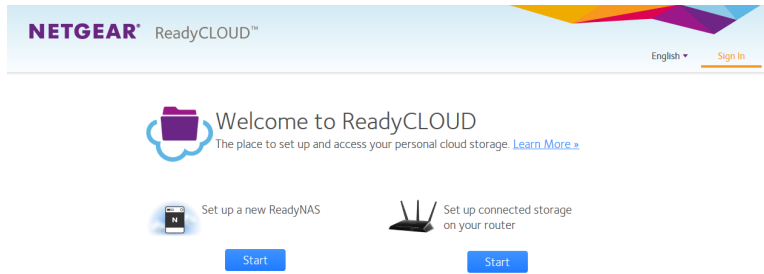 NETGEAR® ReadyCLOUD™
English Sign In
Welcome to ReadyCLOUD
The place to set up and access your personal cloud storage. Learn More »
N
Set up a new ReadyNAS
Start
Set up connected storage
on your router
Start